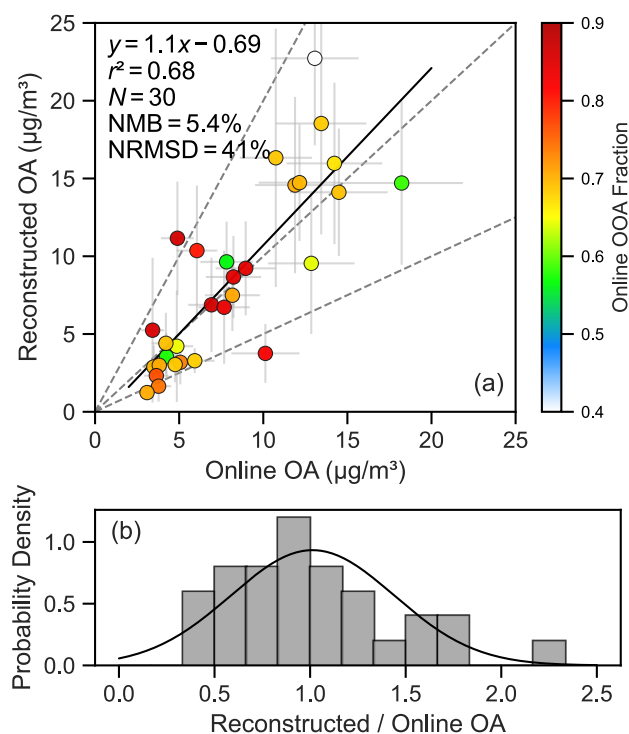 y = 1.1x − 0.69
r² = 0.68
N = 30
NMB = 5.4%
NRMSD = 41%
(a)
Reconstructed OA (µg/m³)
25
20
15
10
5
0
0 5 10 15 20 25
Online OA (µg/m³)
0.9
0.8
0.7
0.6
0.5
0.4
Online OOA Fraction
(b)
Probability Density
1.0
0.5
0.0
0.0 0.5 1.0 1.5 2.0 2.5
Reconstructed / Online OA